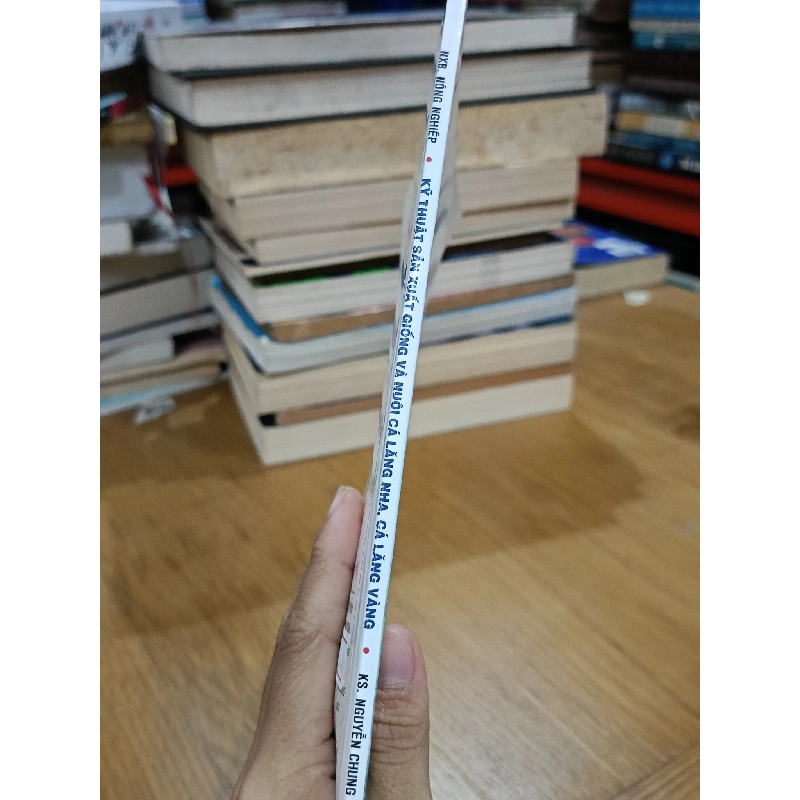 NXB. NÔNG NGHIỆP • KỸ THUẬT SẢN XUẤT GIỐNG VÀ NUÔI CÁ LĂNG NHA, CÁ LĂNG VÀNG • KS. NGUYỄN CHUNG